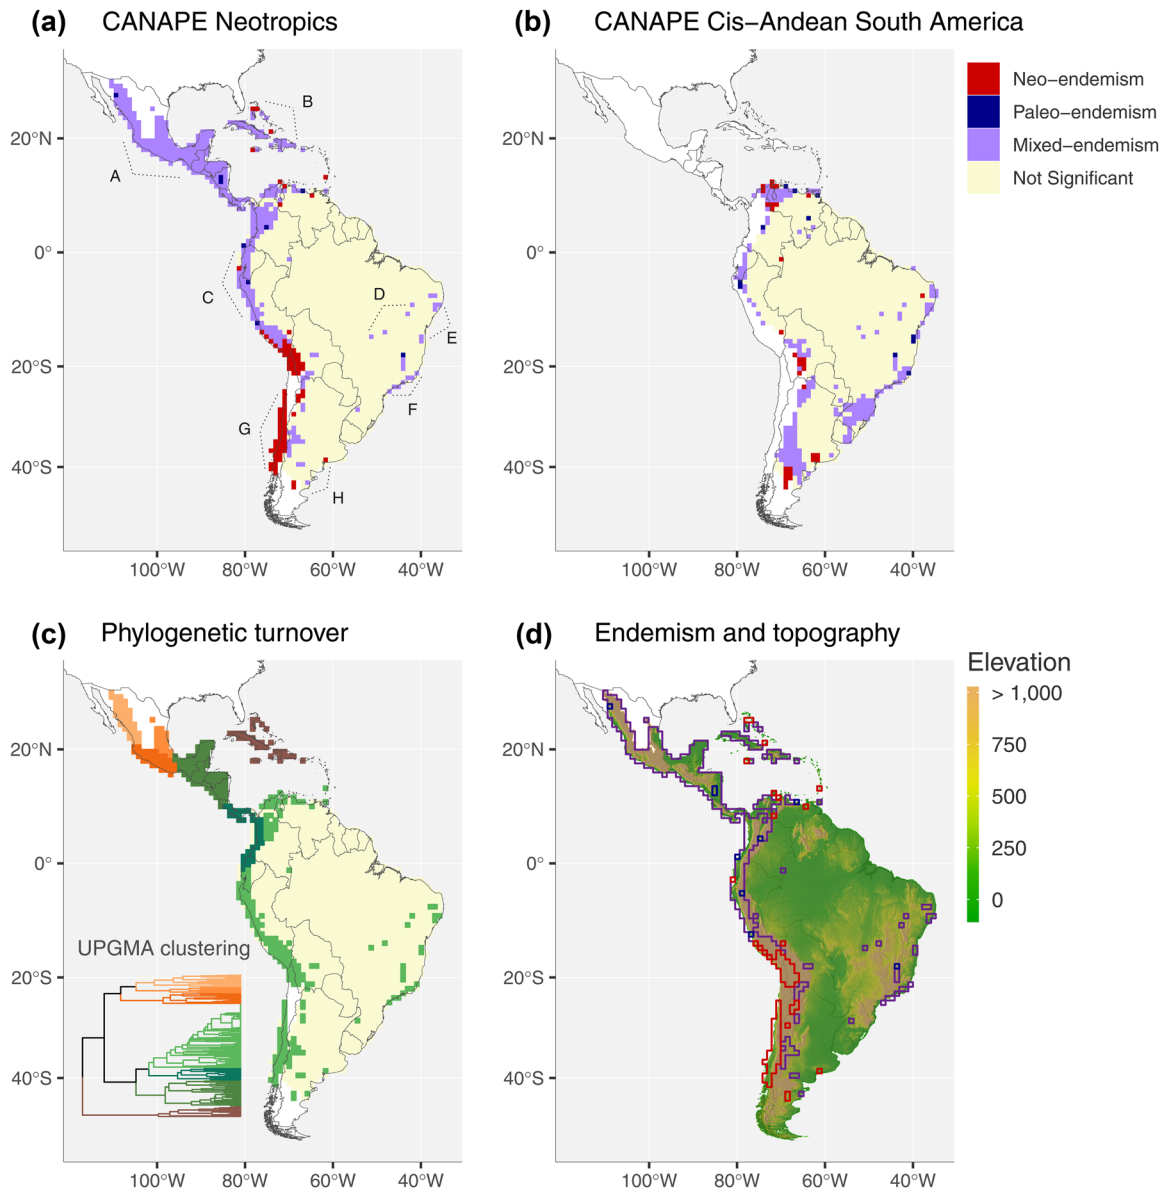 (a) CANAPE Neotropics
(b) CANAPE Cis−Andean South America
Neo−endemism
Paleo−endemism
Mixed−endemism
Not Significant
20°N
0°
20°S
40°S
A
B
C
D
E
F
G
H
100°W 80°W 60°W 40°W
20°N
0°
20°S
40°S
100°W 80°W 60°W 40°W
(c) Phylogenetic turnover
(d) Endemism and topography
20°N
0°
20°S
40°S
UPGMA clustering
100°W 80°W 60°W 40°W
20°N
0°
20°S
40°S
100°W 80°W 60°W 40°W
Elevation
> 1,000
750
500
250
0